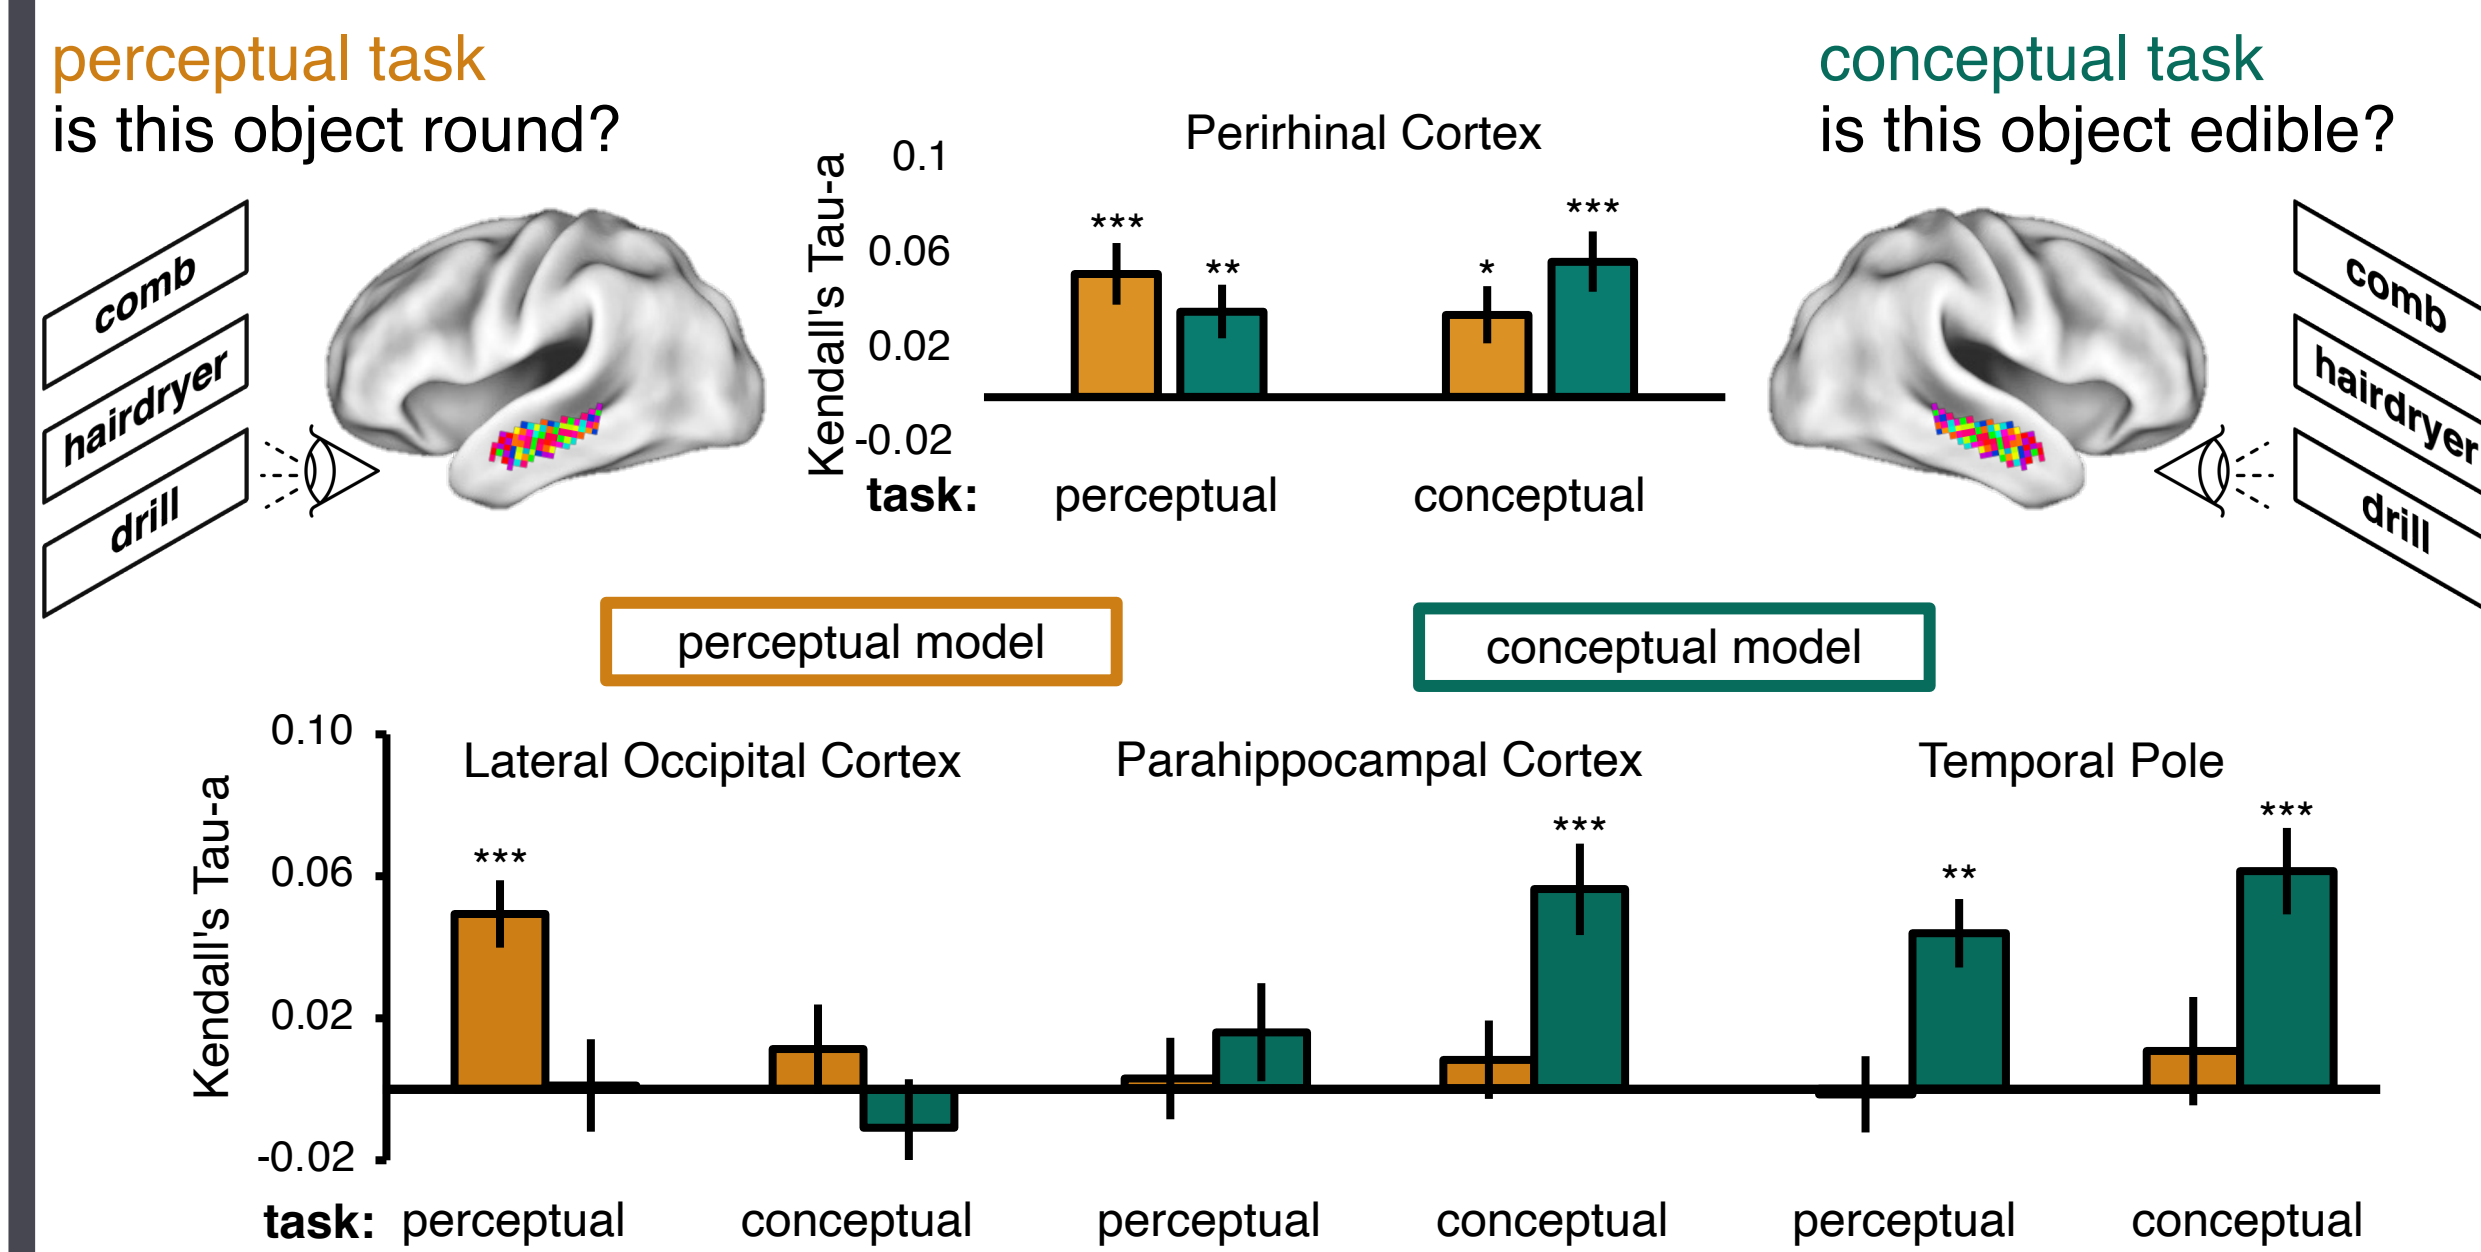 perceptual task
is this object round?
conceptual task
is this object edible?
comb
hairdryer
drill
Perirhinal Cortex
Kendall's Tau-a
0.1
0.06
0.02
-0.02
***
**
*
***
task: perceptual conceptual
comb
hairdryer
drill
perceptual model
conceptual model
Kendall's Tau-a
0.10
0.06
0.02
-0.02
Lateral Occipital Cortex
Parahippocampal Cortex
Temporal Pole
***
***
**
***
task: perceptual conceptual perceptual conceptual perceptual conceptual